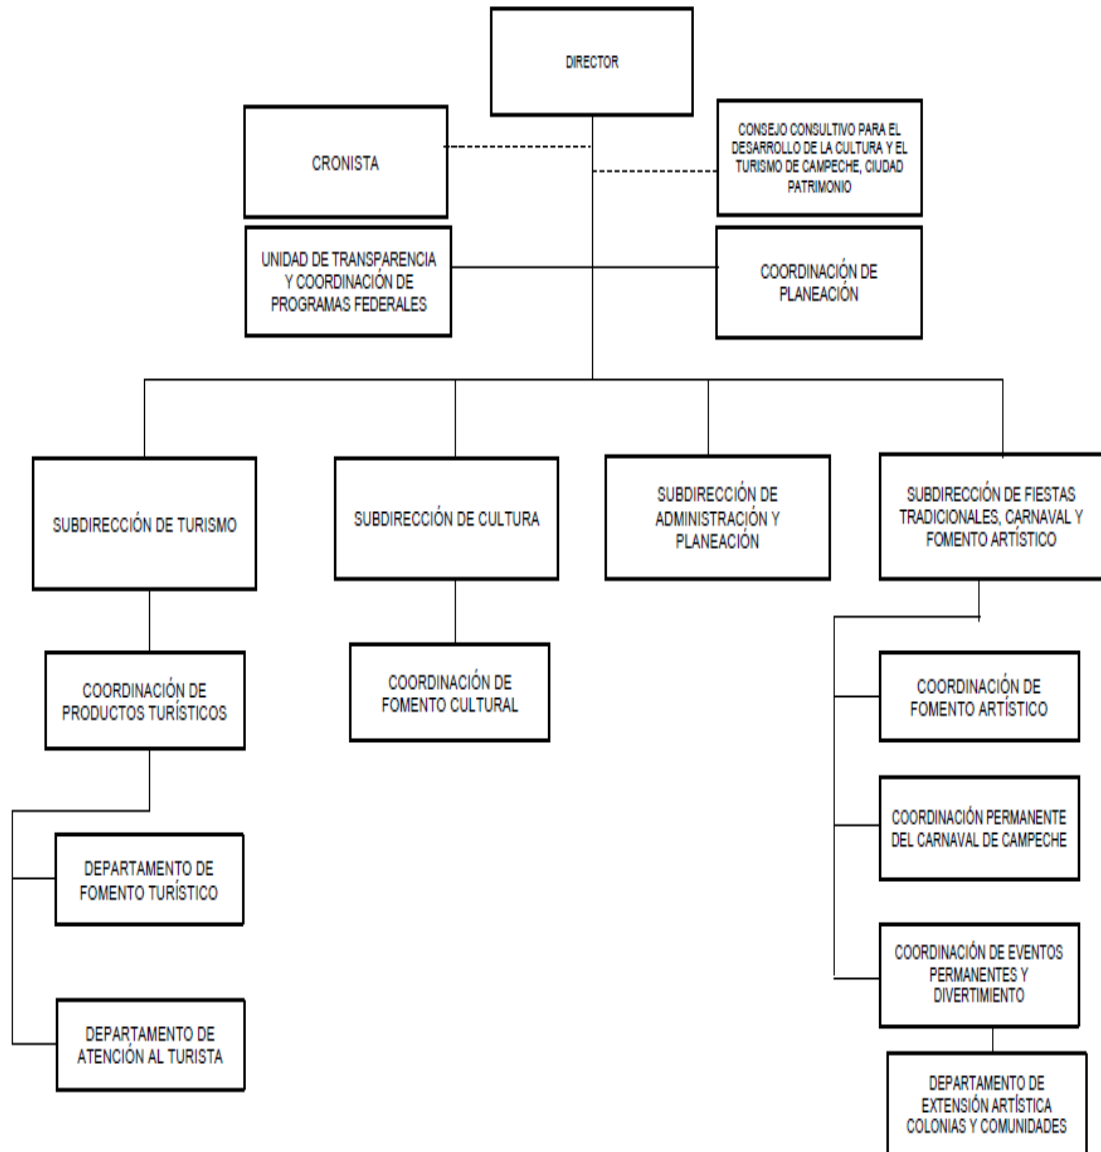 DIRECTOR
CRONISTA
CONSEJO CONSULTIVO PARA EL
DESARROLLO DE LA CULTURA Y EL
TURISMO DE CAMPECHE, CIUDAD
PATRIMONIO
UNIDAD DE TRANSPARENCIA
Y COORDINACIÓN DE
PROGRAMAS FEDERALES
COORDINACIÓN DE
PLANEACIÓN
SUBDIRECCIÓN DE TURISMO
SUBDIRECCIÓN DE CULTURA
SUBDIRECCIÓN DE
ADMINISTRACIÓN Y
PLANEACIÓN
SUBDIRECCIÓN DE FIESTAS
TRADICIONALES, CARNAVAL Y
FOMENTO ARTÍSTICO
COORDINACIÓN DE
PRODUCTOS TURÍSTICOS
COORDINACIÓN DE
FOMENTO CULTURAL
COORDINACIÓN DE
FOMENTO ARTÍSTICO
COORDINACIÓN PERMANENTE
DEL CARNAVAL DE CAMPECHE
DEPARTAMENTO DE
FOMENTO TURÍSTICO
COORDINACIÓN DE EVENTOS
PERMANENTES Y
DIVERTIMIENTO
DEPARTAMENTO DE
ATENCIÓN AL TURISTA
DEPARTAMENTO DE
EXTENSIÓN ARTÍSTICA
COLONIAS Y COMUNIDADES